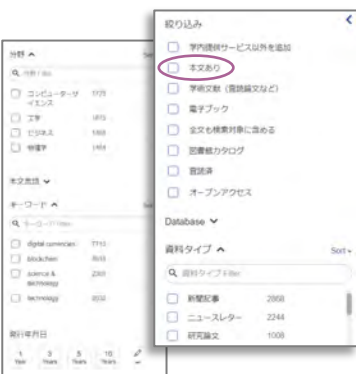 分野
コンピューターサイエンス
工学
ビジネス
物理学
本文言語
キーワード
digital currencies
blockchain
science & technology
technology
発行年月日
1 Year
3 Years
5 Years
10 Years
絞り込み
学内提供サービス以外を追加
本文あり
学術文献（査読論文など）
電子ブック
全文も検索対象に含める
図書館カタログ
査読済
オープンアクセス
Database
資料タイプ
Sort
資料タイプ Filter
新聞記事 2868
ニュースレター 2244
研究論文 1008